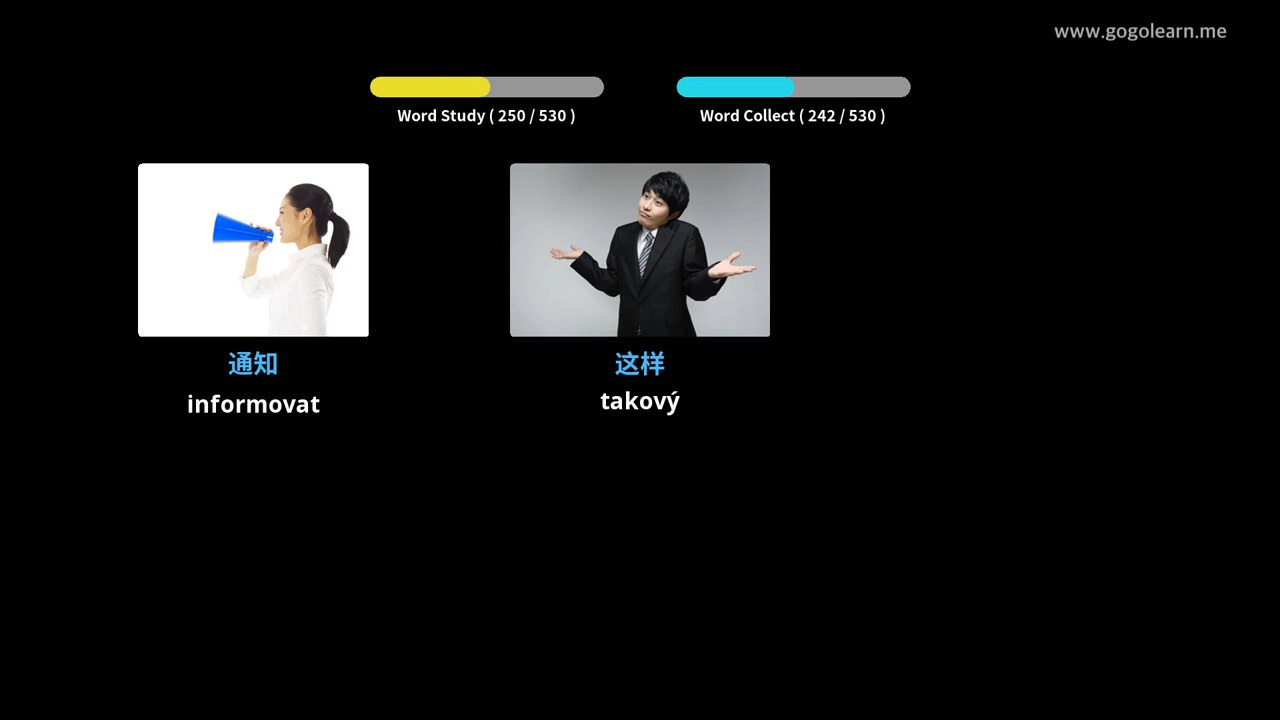 www.gogolearn.me
Word Study ( 250 / 530 )
Word Collect ( 242 / 530 )
通知
informovat
这样
takový